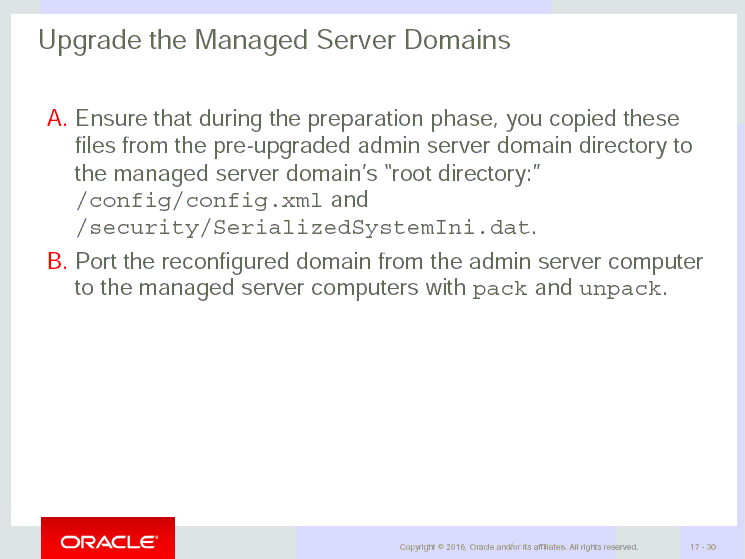 Upgrade the Managed Server Domains
A. Ensure that during the preparation phase, you copied these
files from the pre-upgraded admin server domain directory to
the managed server domain’s “root directory:”
/config/config.xml and
/security/SerializedSystemIni.dat.
B. Port the reconfigured domain from the admin server computer
to the managed server computers with pack and unpack.
ORACLE
Copyright © 2016, Oracle and/or its affiliates. All rights reserved.
17 - 30